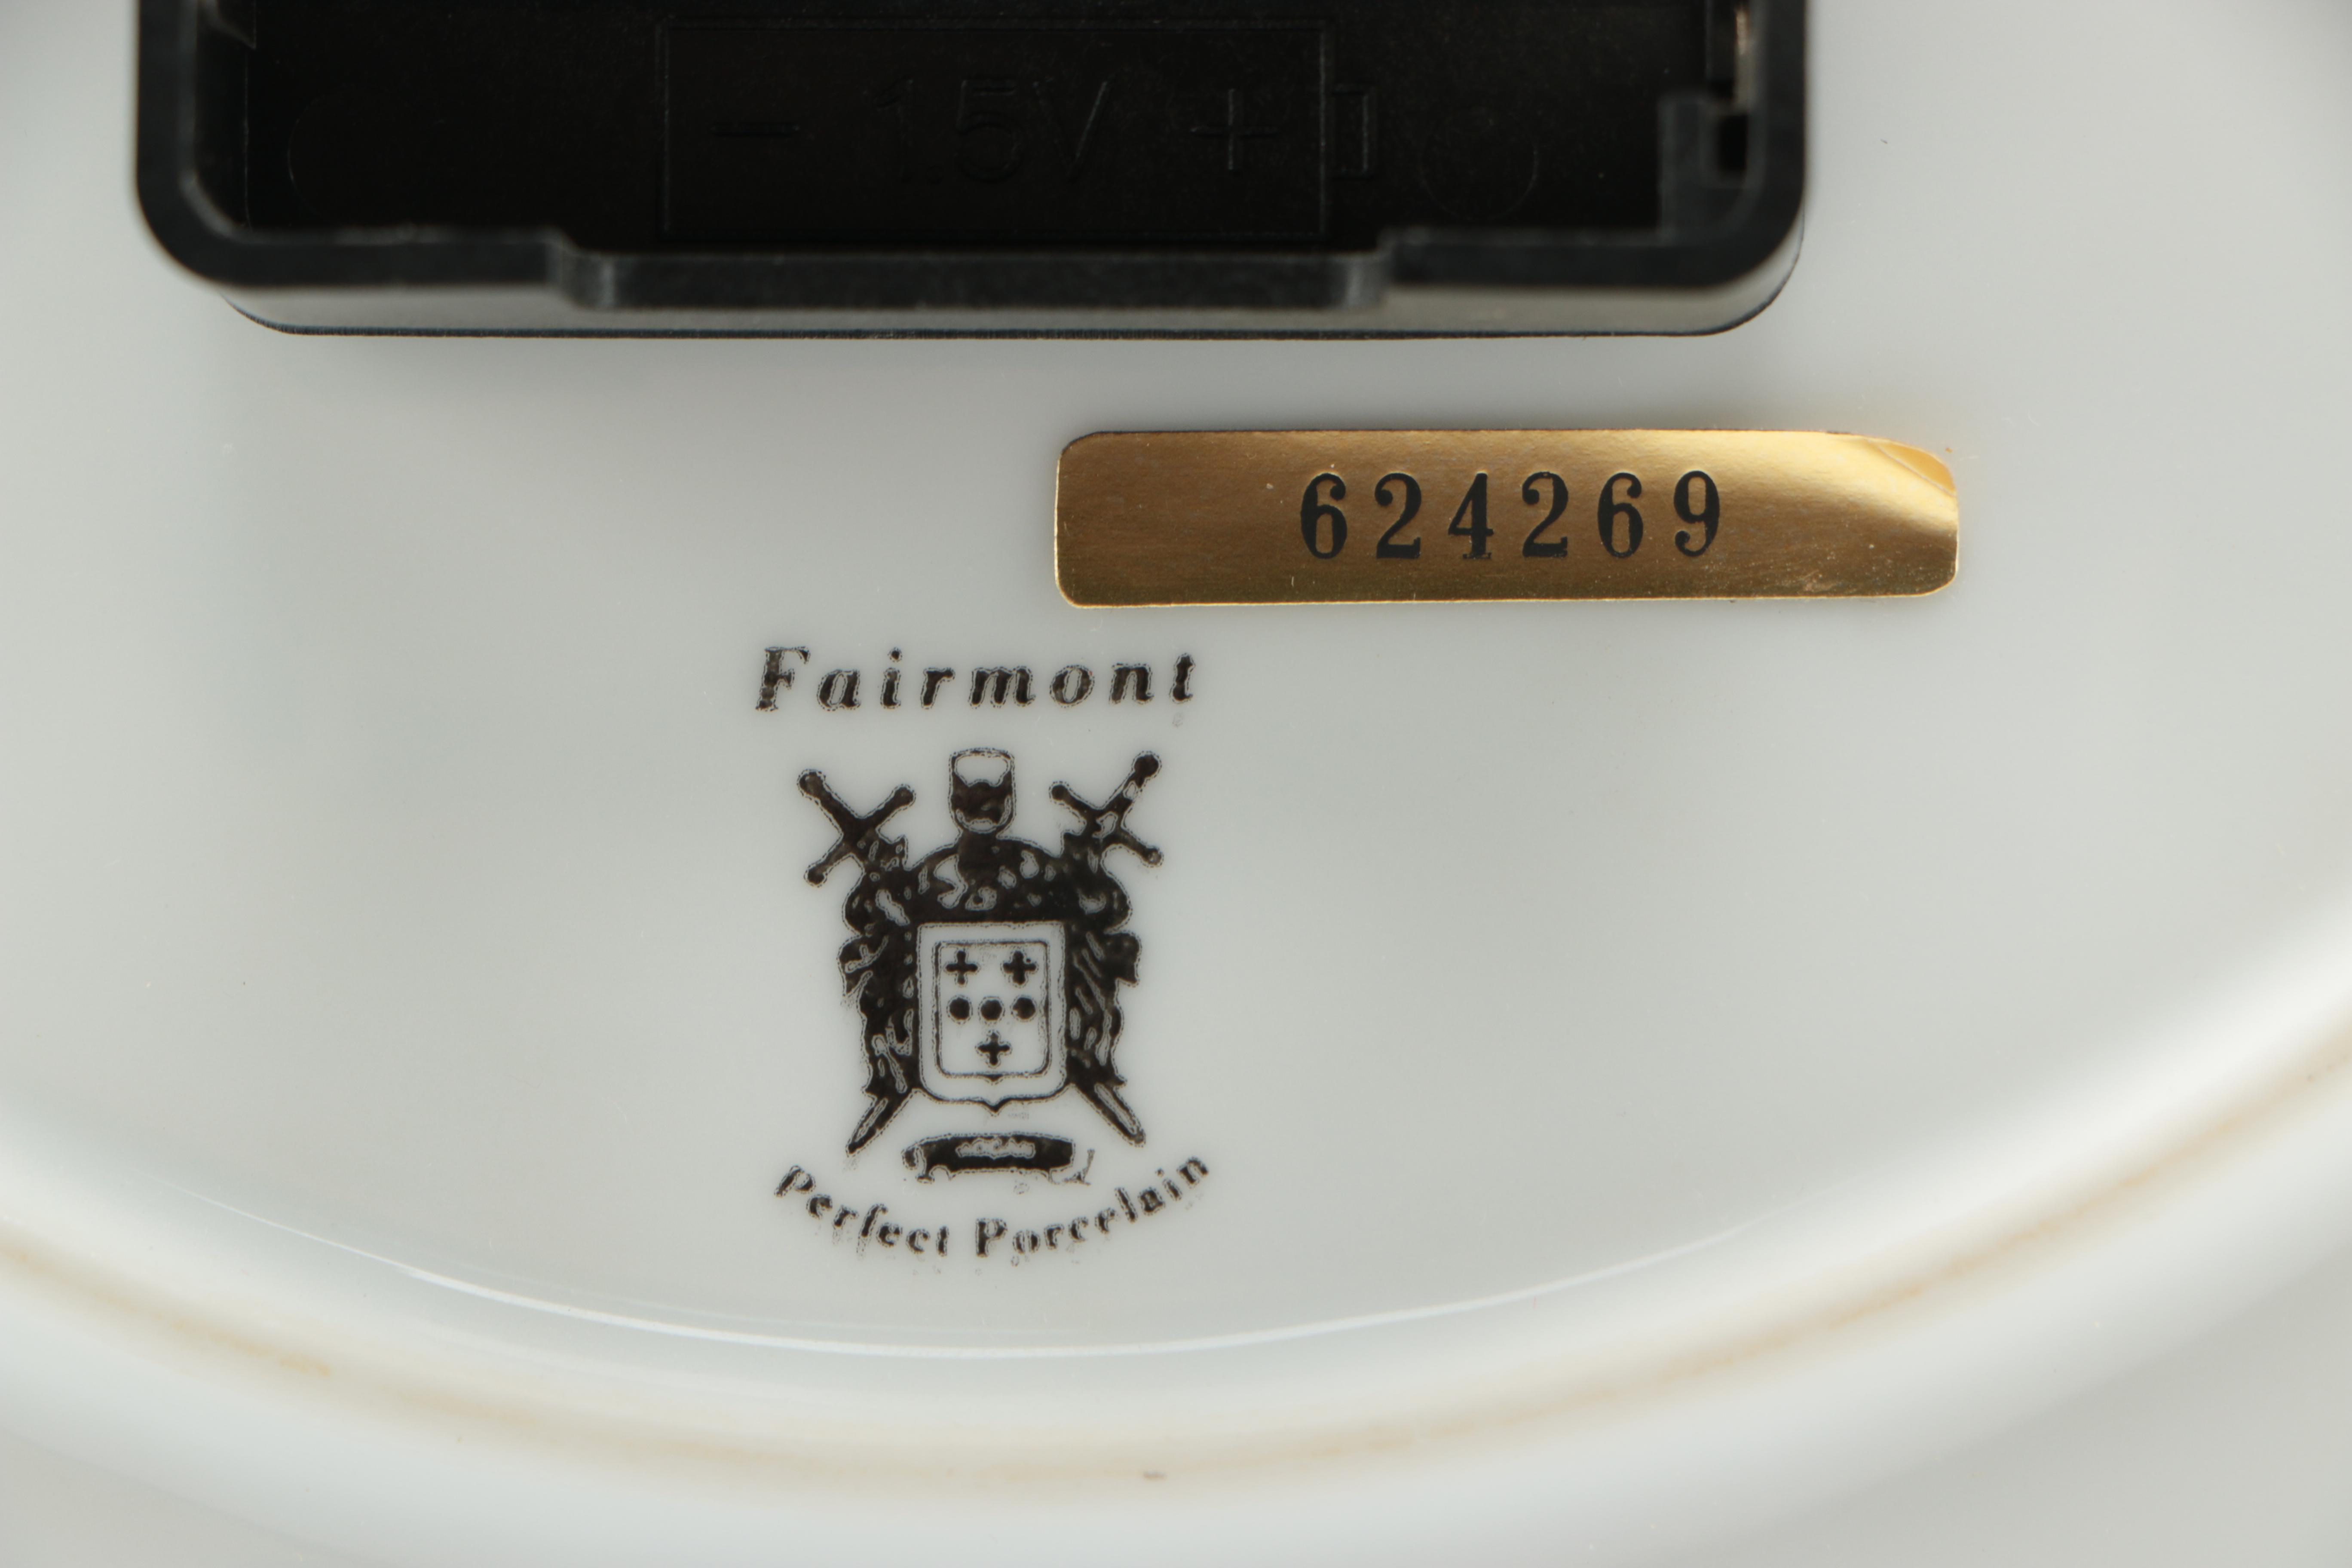 - 1.5V +
624269
Fairmont
Perfect Porcelain